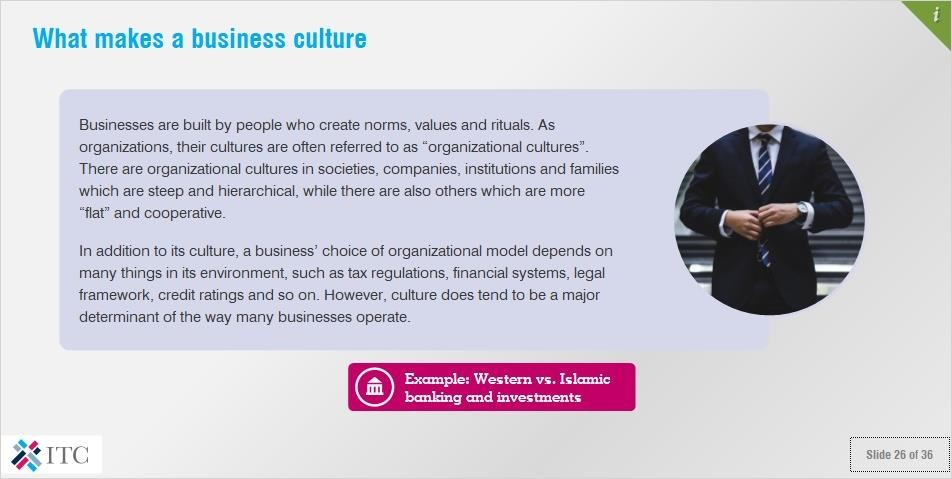 i
What makes a business culture
Businesses are built by people who create norms, values and rituals. As
organizations, their cultures are often referred to as “organizational cultures”.
There are organizational cultures in societies, companies, institutions and families
which are steep and hierarchical, while there are also others which are more
“flat” and cooperative.
In addition to its culture, a business’ choice of organizational model depends on
many things in its environment, such as tax regulations, financial systems, legal
framework, credit ratings and so on. However, culture does tend to be a major
determinant of the way many businesses operate.
Example: Western vs. Islamic
banking and investments
ITC
Slide 26 of 36